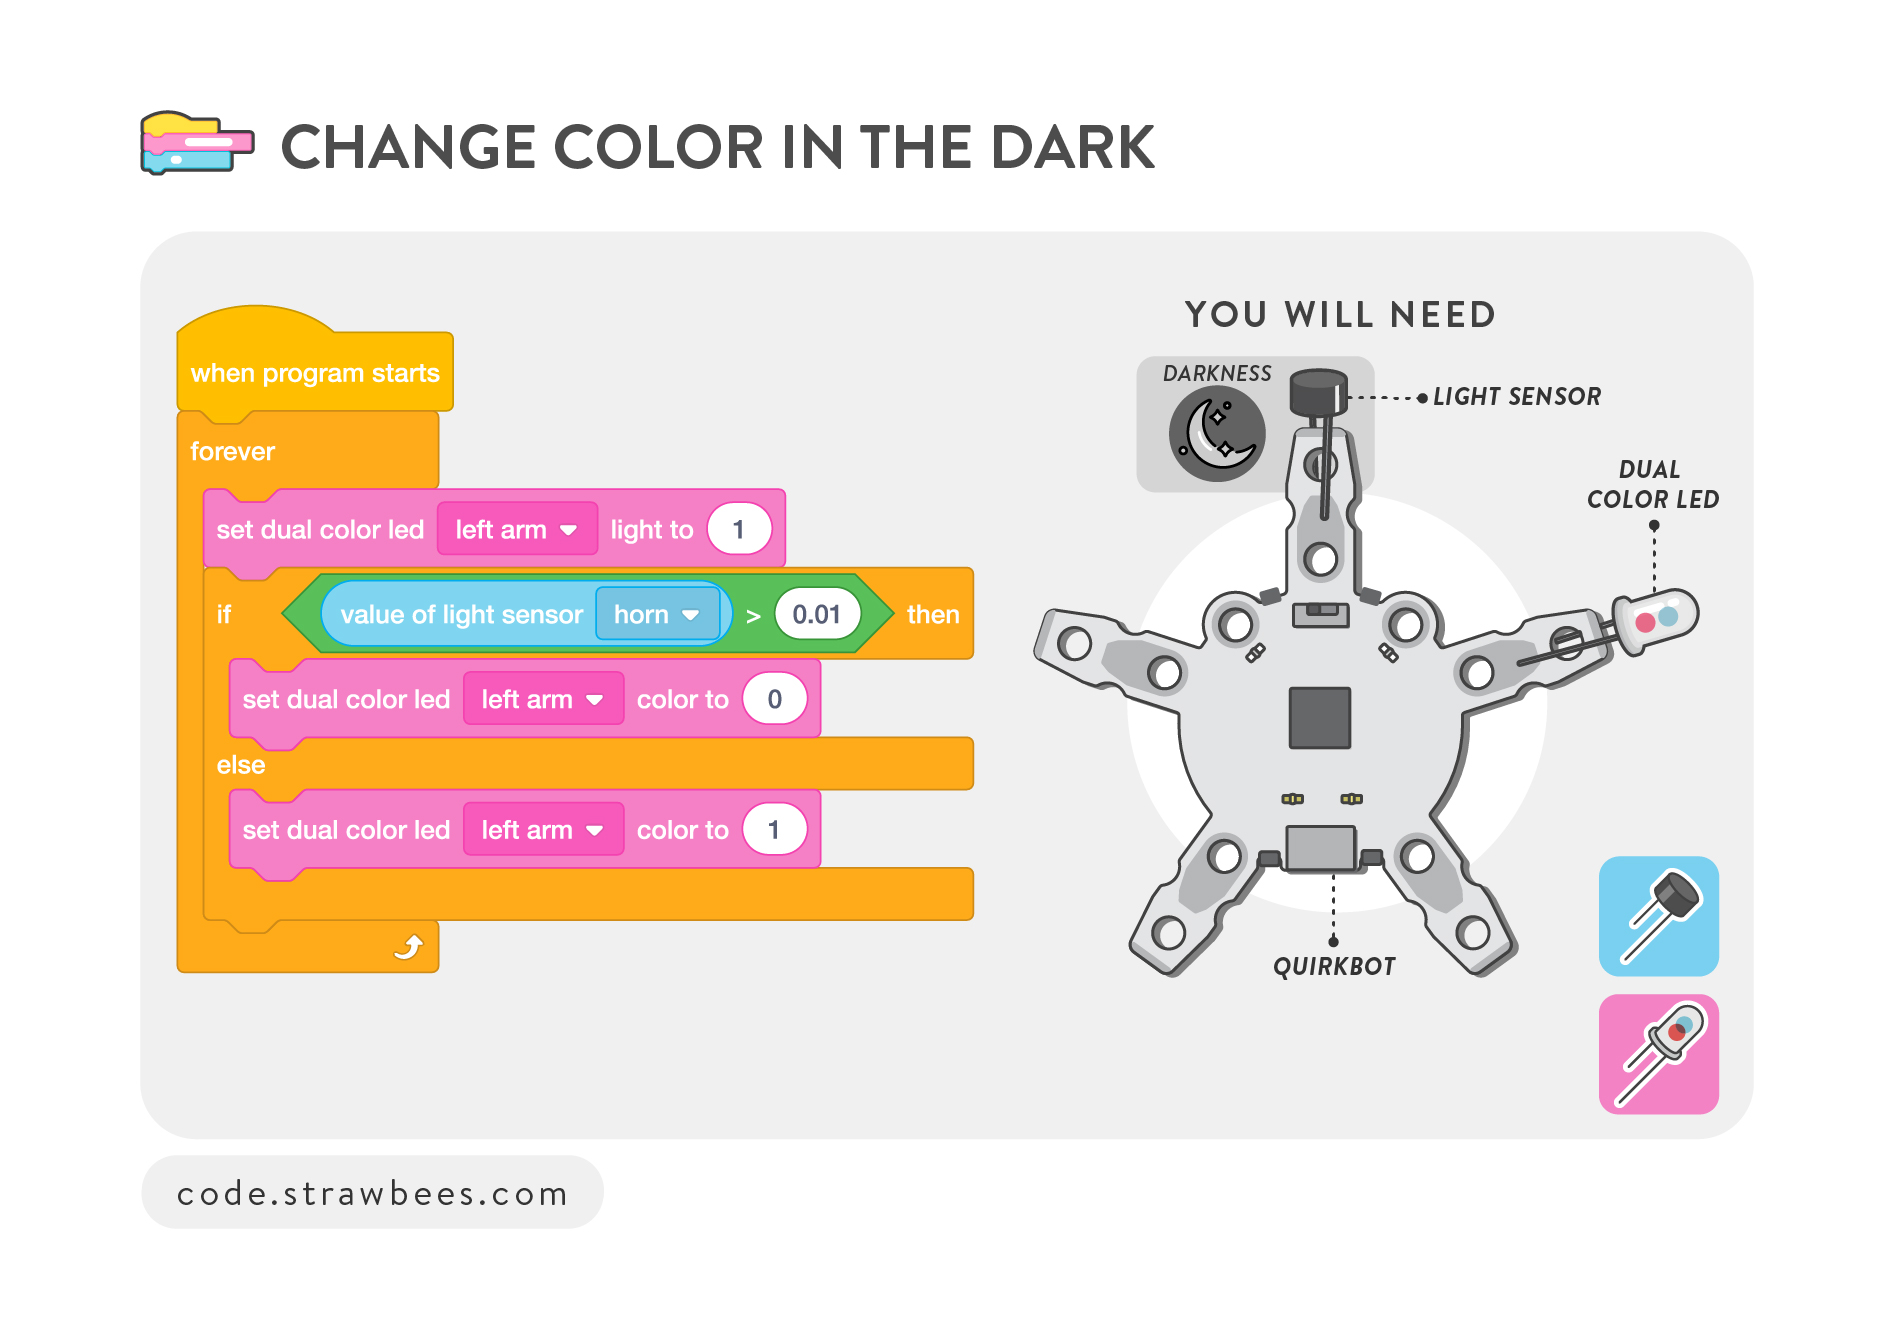 CHANGE COLOR IN THE DARK
when program starts
forever
set dual color led left arm light to 1
if value of light sensor horn > 0.01 then
set dual color led left arm color to 0
else
set dual color led left arm color to 1
YOU WILL NEED
DARKNESS
LIGHT SENSOR
DUAL
COLOR LED
QUIRKBOT
code.strawbees.com